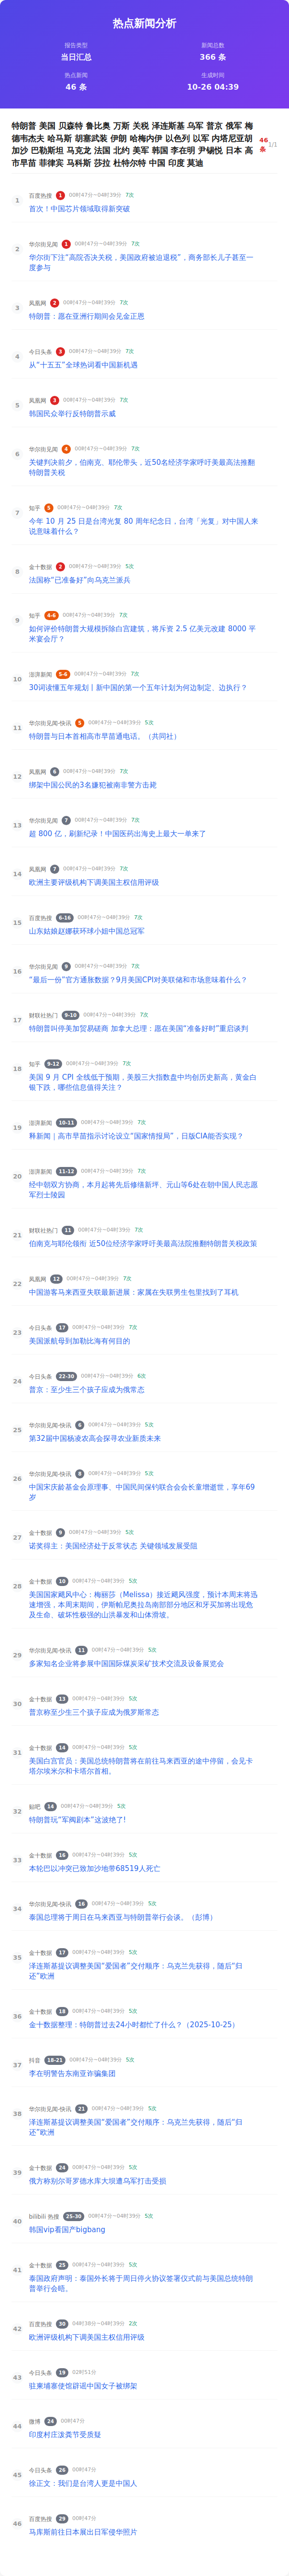 热点新闻分析
报告类型
当日汇总
新闻总数
366 条
热点新闻
46 条
生成时间
10-26 04:39
特朗普 美国 贝森特 鲁比奥 万斯 关税 泽连斯基 乌军 普京 俄军 梅
德韦杰夫 哈马斯 胡塞武装 伊朗 哈梅内伊 以色列 以军 内塔尼亚胡
加沙 巴勒斯坦 马克龙 法国 北约 美军 韩国 李在明 尹锡悦 日本 高
市早苗 菲律宾 马科斯 莎拉 杜特尔特 中国 印度 莫迪
46
条
1/1
1
百度热搜 1 00时47分~04时39分 7次
首次！中国芯片领域取得新突破
2
华尔街见闻 1 00时47分~04时39分 7次
华尔街下注“高院否决关税，美国政府被迫退税”，商务部长儿子甚至一
度参与
3
凤凰网 2 00时47分~04时39分 7次
特朗普：愿在亚洲行期间会见金正恩
4
今日头条 3 00时47分~04时39分 7次
从“十五五”全球热词看中国新机遇
5
凤凰网 3 00时47分~04时39分 7次
韩国民众举行反特朗普示威
6
华尔街见闻 4 00时47分~04时39分 7次
关键判决前夕，伯南克、耶伦带头，近50名经济学家呼吁美最高法推翻
特朗普关税
7
知乎 5 00时47分~04时39分 7次
今年 10 月 25 日是台湾光复 80 周年纪念日，台湾「光复」对中国人来
说意味着什么？
8
金十数据 2 00时47分~04时39分 5次
法国称“已准备好”向乌克兰派兵
9
知乎 4-6 00时47分~04时39分 7次
如何评价特朗普大规模拆除白宫建筑，将斥资 2.5 亿美元改建 8000 平
米宴会厅？
10
澎湃新闻 5-6 00时47分~04时39分 7次
30词读懂五年规划丨新中国的第一个五年计划为何边制定、边执行？
11
华尔街见闻-快讯 5 00时47分~04时39分 5次
特朗普与日本首相高市早苗通电话。（共同社）
12
凤凰网 6 00时47分~04时39分 7次
绑架中国公民的3名嫌犯被南非警方击毙
13
华尔街见闻 7 00时47分~04时39分 7次
超 800 亿，刷新纪录！中国医药出海史上最大一单来了
14
凤凰网 7 00时47分~04时39分 7次
欧洲主要评级机构下调美国主权信用评级
15
百度热搜 6-16 00时47分~04时39分 7次
山东姑娘赵娜获环球小姐中国总冠军
16
华尔街见闻 9 00时47分~04时39分 7次
“最后一份”官方通胀数据？9月美国CPI对美联储和市场意味着什么？
17
财联社热门 9-10 00时47分~04时39分 7次
特朗普叫停美加贸易磋商 加拿大总理：愿在美国“准备好时”重启谈判
18
知乎 9-12 00时47分~04时39分 7次
美国 9 月 CPI 全线低于预期，美股三大指数盘中均创历史新高，黄金白
银下跌，哪些信息值得关注？
19
澎湃新闻 10-11 00时47分~04时39分 7次
释新闻｜高市早苗指示讨论设立“国家情报局”，日版CIA能否实现？
20
澎湃新闻 11-12 00时47分~04时39分 7次
经中朝双方协商，本月起将先后修缮新坪、元山等6处在朝中国人民志愿
军烈士陵园
21
财联社热门 11 00时47分~04时39分 7次
伯南克与耶伦领衔 近50位经济学家呼吁美最高法院推翻特朗普关税政策
22
凤凰网 12 00时47分~04时39分 7次
中国游客马来西亚失联最新进展：家属在失联男生包里找到了耳机
23
今日头条 17 00时47分~04时39分 7次
美国派航母到加勒比海有何目的
24
今日头条 22-30 00时47分~04时39分 6次
普京：至少生三个孩子应成为俄常态
25
华尔街见闻-快讯 6 00时47分~04时39分 5次
第32届中国杨凌农高会探寻农业新质未来
26
华尔街见闻-快讯 8 00时47分~04时39分 5次
中国宋庆龄基金会原理事、中国民间保钓联合会会长童增逝世，享年69
岁
27
金十数据 9 00时47分~04时39分 5次
诺奖得主：美国经济处于反常状态 关键领域发展受阻
28
金十数据 10 00时47分~04时39分 5次
美国国家飓风中心：梅丽莎（Melissa）接近飓风强度，预计本周末将迅
速增强，本周末期间，伊斯帕尼奥拉岛南部部分地区和牙买加将出现危
及生命、破坏性极强的山洪暴发和山体滑坡。
29
华尔街见闻-快讯 11 00时47分~04时39分 5次
多家知名企业将参展中国国际煤炭采矿技术交流及设备展览会
30
金十数据 13 00时47分~04时39分 5次
普京称至少生三个孩子应成为俄罗斯常态
31
金十数据 14 00时47分~04时39分 5次
美国白宫官员：美国总统特朗普将在前往马来西亚的途中停留，会见卡
塔尔埃米尔和卡塔尔首相。
32
贴吧 14 00时47分~04时39分 5次
特朗普玩“军阀剧本”这波绝了!
33
金十数据 16 00时47分~04时39分 5次
本轮巴以冲突已致加沙地带68519人死亡
34
华尔街见闻-快讯 16 00时47分~04时39分 5次
泰国总理将于周日在马来西亚与特朗普举行会谈。（彭博）
35
金十数据 17 00时47分~04时39分 5次
泽连斯基提议调整美国“爱国者”交付顺序：乌克兰先获得，随后“归
还”欧洲
36
金十数据 18 00时47分~04时39分 5次
金十数据整理：特朗普过去24小时都忙了什么？（2025-10-25）
37
抖音 18-21 00时47分~04时39分 5次
李在明警告东南亚诈骗集团
38
华尔街见闻-快讯 21 00时47分~04时39分 5次
泽连斯基提议调整美国“爱国者”交付顺序：乌克兰先获得，随后“归
还”欧洲
39
金十数据 24 00时47分~04时39分 5次
俄方称别尔哥罗德水库大坝遭乌军打击受损
40
bilibili 热搜 25-30 00时47分~04时39分 5次
韩国vip看国产bigbang
41
金十数据 25 00时47分~04时39分 5次
泰国政府声明：泰国外长将于周日停火协议签署仪式前与美国总统特朗
普举行会晤。
42
百度热搜 30 04时38分~04时39分 2次
欧洲评级机构下调美国主权信用评级
43
今日头条 19 02时51分
驻柬埔寨使馆辟谣中国女子被绑架
44
微博 24 00时47分
印度村庄泼粪节受质疑
45
今日头条 26 00时47分
徐正文：我们是台湾人更是中国人
46
百度热搜 29 00时47分
马库斯前往日本展出日军侵华照片